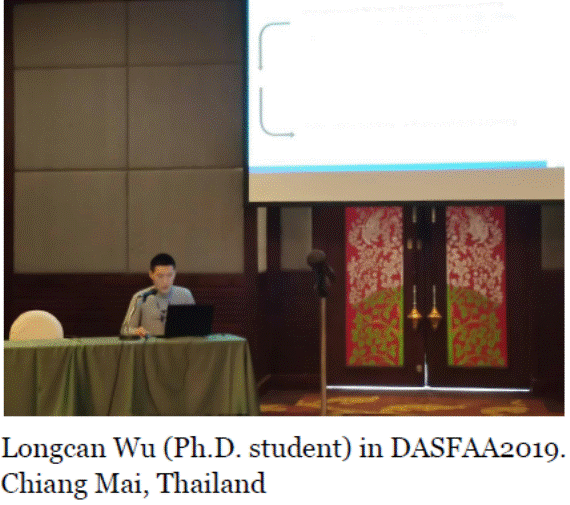 Longcan Wu (Ph.D. student) in DASFAA2019.
Chiang Mai, Thailand